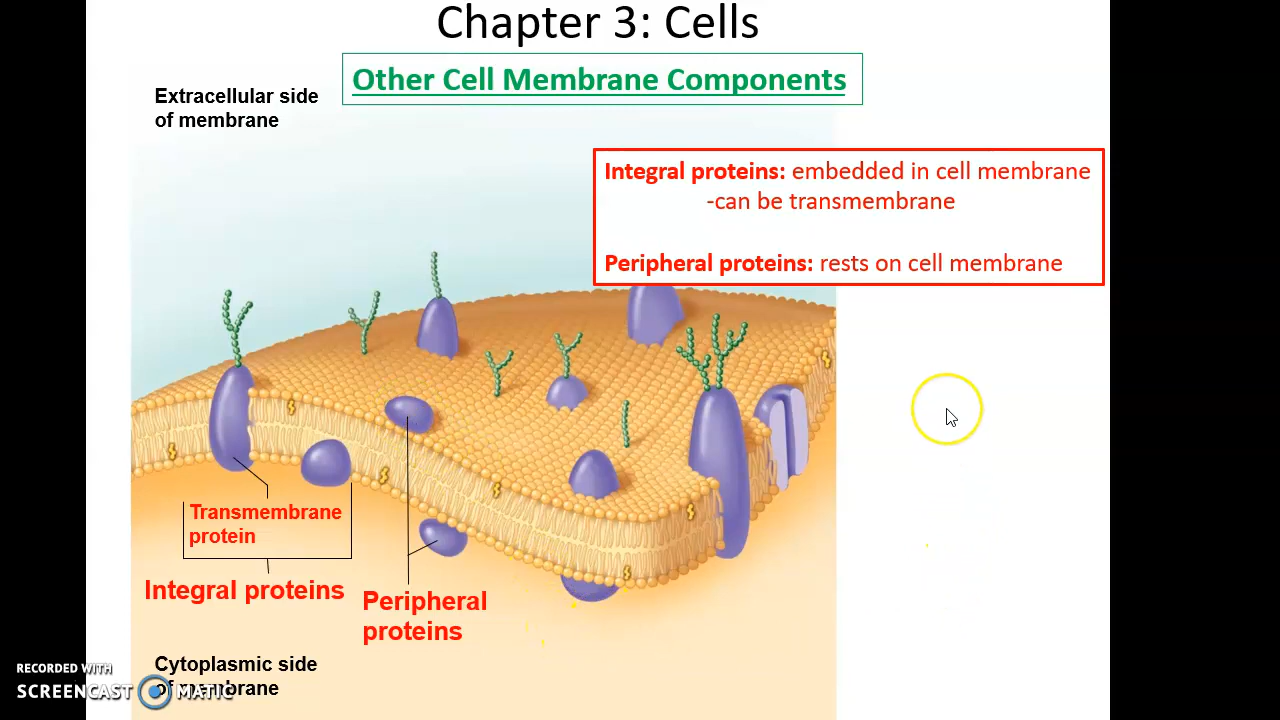 Chapter 3: Cells
Other Cell Membrane Components
Extracellular side
of membrane
Integral proteins: embedded in cell membrane
-can be transmembrane
Peripheral proteins: rests on cell membrane
Transmembrane
protein
Integral proteins
Peripheral
proteins
Cytoplasmic side
of membrane
RECORDED WITH
SCREENCAST MATIC